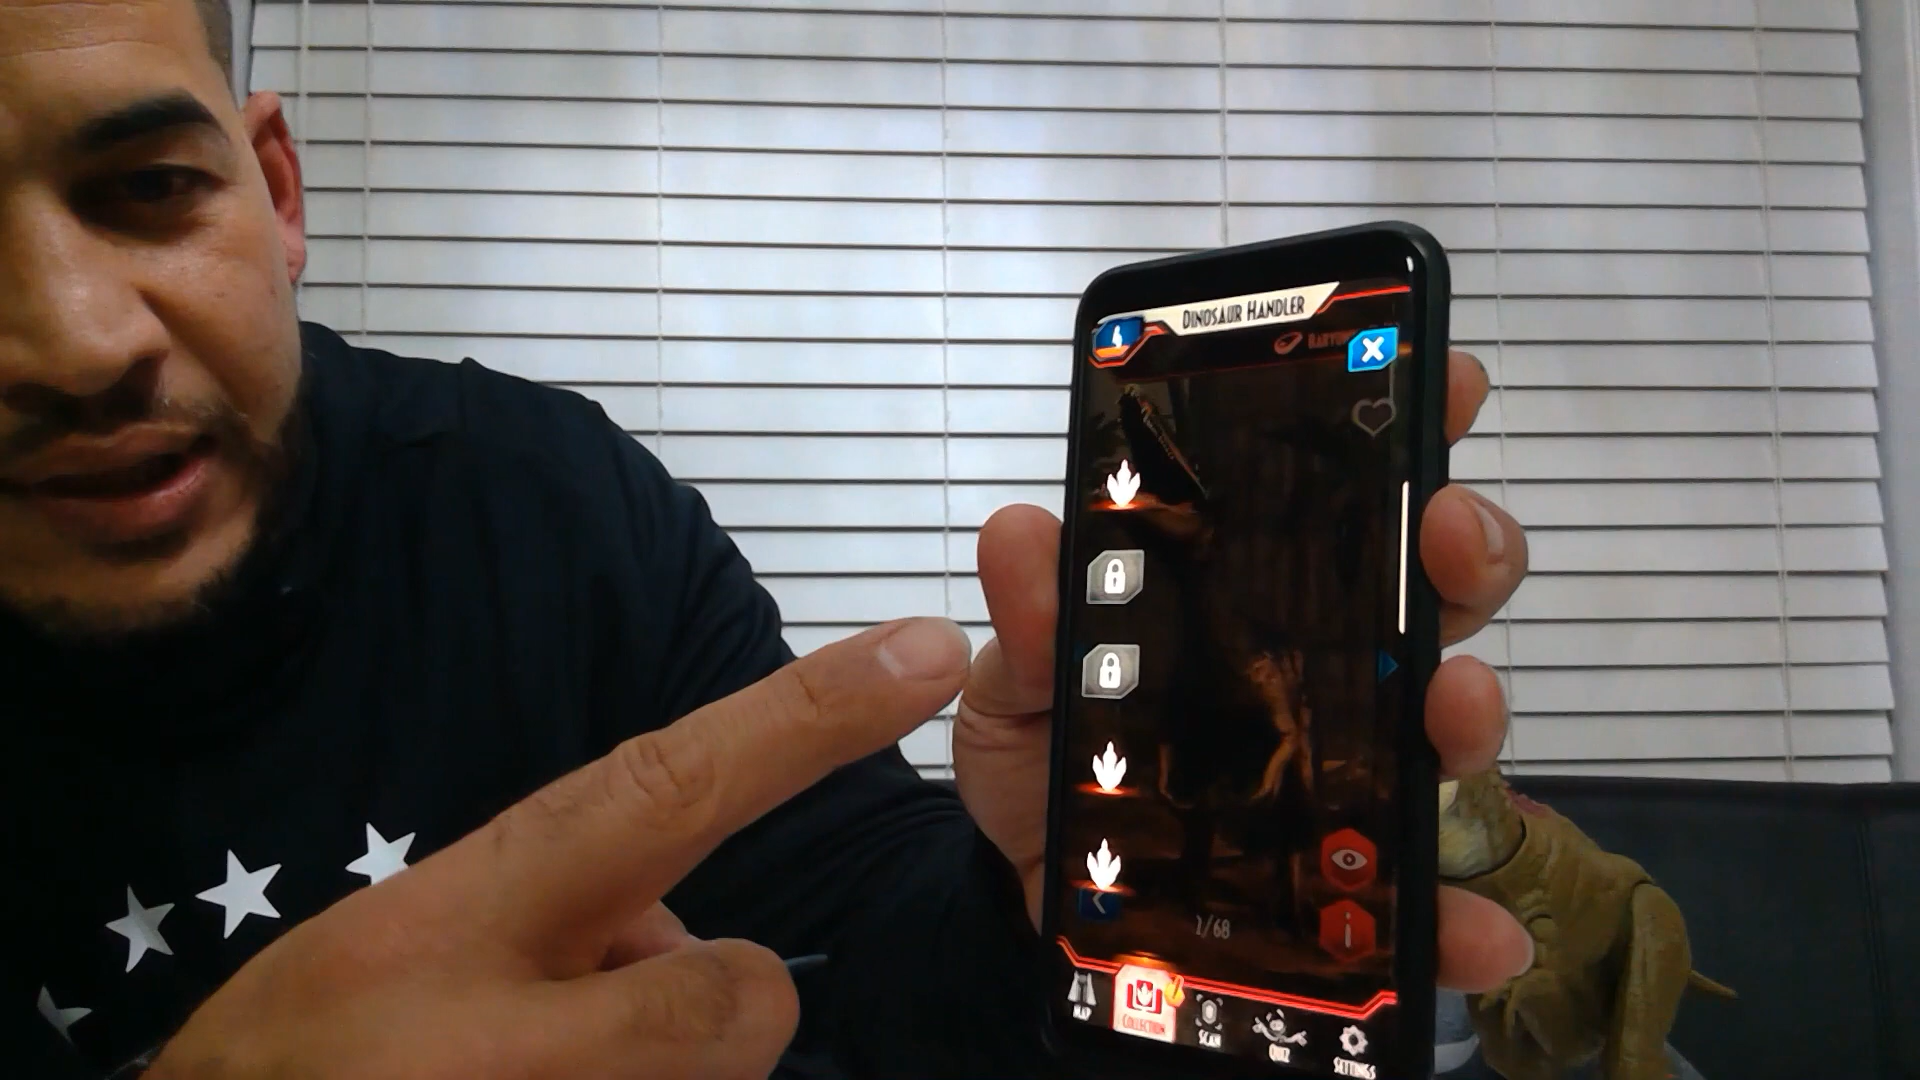 DINOSAUR HANDLER
1/68
MAP
COLLECTION
SCAN
QUIZ
SETTINGS